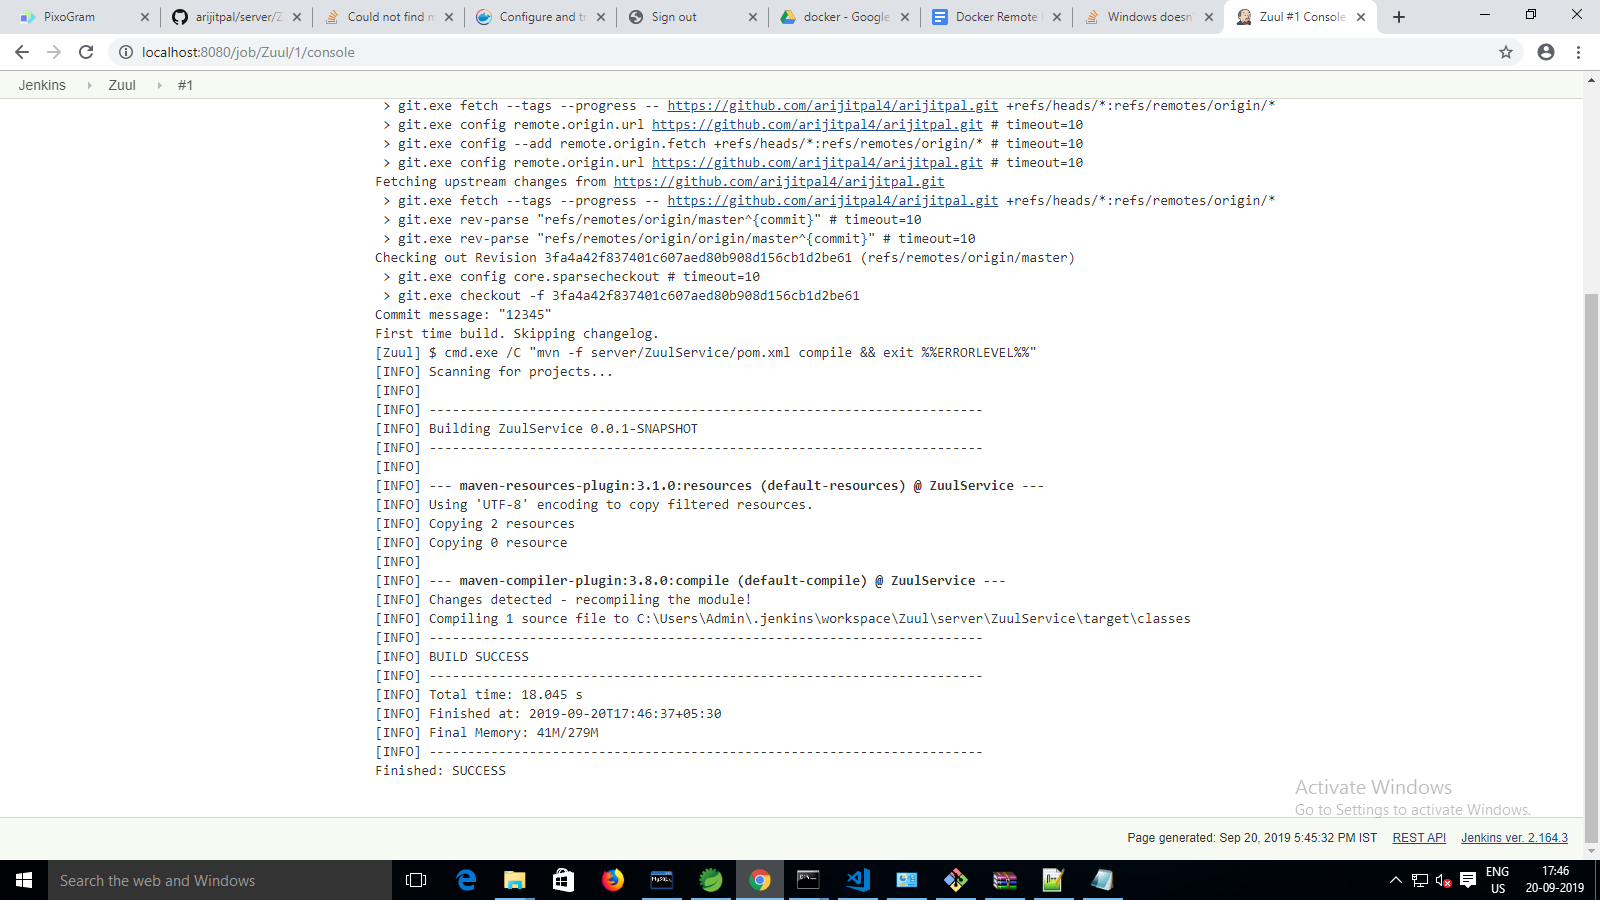 PixoGram
arijitpal/server/Z
Could not find m
Configure and tr
Sign out
docker - Google
Docker Remote
Windows doesn'
Zuul #1 Console
localhost:8080/job/Zuul/1/console
Jenkins
Zuul
#1
> git.exe fetch --tags --progress -- https://github.com/arijitpal4/arijitpal.git +refs/heads/*:refs/remotes/origin/*
> git.exe config remote.origin.url https://github.com/arijitpal4/arijitpal.git # timeout=10
> git.exe config --add remote.origin.fetch +refs/heads/*:refs/remotes/origin/* # timeout=10
> git.exe config remote.origin.url https://github.com/arijitpal4/arijitpal.git # timeout=10
Fetching upstream changes from https://github.com/arijitpal4/arijitpal.git
> git.exe fetch --tags --progress -- https://github.com/arijitpal4/arijitpal.git +refs/heads/*:refs/remotes/origin/*
> git.exe rev-parse "refs/remotes/origin/master^{commit}" # timeout=10
> git.exe rev-parse "refs/remotes/origin/origin/master^{commit}" # timeout=10
Checking out Revision 3fa4a42f837401c607aed80b908d156cb1d2be61 (refs/remotes/origin/master)
> git.exe config core.sparsecheckout # timeout=10
> git.exe checkout -f 3fa4a42f837401c607aed80b908d156cb1d2be61
Commit message: "12345"
First time build. Skipping changelog.
[Zuul] $ cmd.exe /C "mvn -f server/ZuulService/pom.xml compile && exit %%ERRORLEVEL%%"
[INFO] Scanning for projects...
[INFO]
[INFO] ------------------------------------------------------------------------
[INFO] Building ZuulService 0.0.1-SNAPSHOT
[INFO] ------------------------------------------------------------------------
[INFO]
[INFO] --- maven-resources-plugin:3.1.0:resources (default-resources) @ ZuulService ---
[INFO] Using 'UTF-8' encoding to copy filtered resources.
[INFO] Copying 2 resources
[INFO] Copying 0 resource
[INFO]
[INFO] --- maven-compiler-plugin:3.8.0:compile (default-compile) @ ZuulService ---
[INFO] Changes detected - recompiling the module!
[INFO] Compiling 1 source file to C:\Users\Admin\.jenkins\workspace\Zuul\server\ZuulService\target\classes
[INFO] ------------------------------------------------------------------------
[INFO] BUILD SUCCESS
[INFO] ------------------------------------------------------------------------
[INFO] Total time: 18.045 s
[INFO] Finished at: 2019-09-20T17:46:37+05:30
[INFO] Final Memory: 41M/279M
[INFO] ------------------------------------------------------------------------
Finished: SUCCESS
Activate Windows
Go to Settings to activate Windows.
Page generated: Sep 20, 2019 5:45:32 PM IST
REST API
Jenkins ver. 2.164.3
Search the web and Windows
ENG
US
17:46
20-09-2019